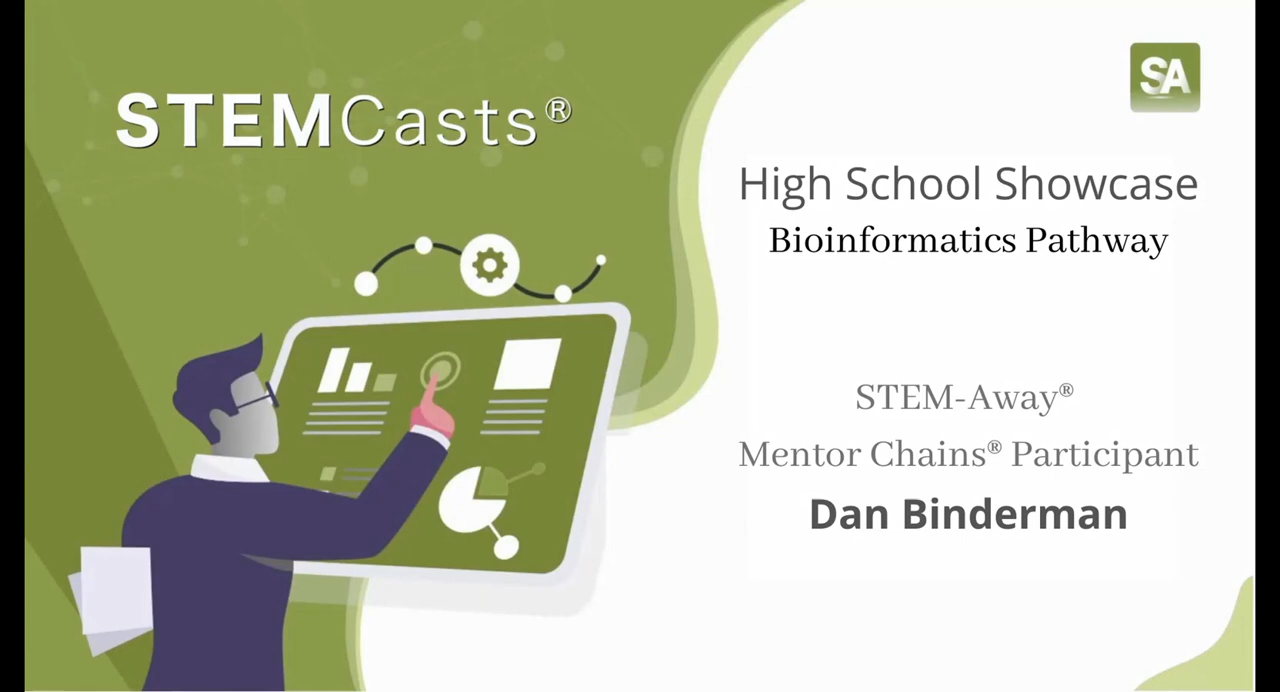 STEMCasts®
SA
High School Showcase
Bioinformatics Pathway
STEM-Away®
Mentor Chains® Participant
Dan Binderman